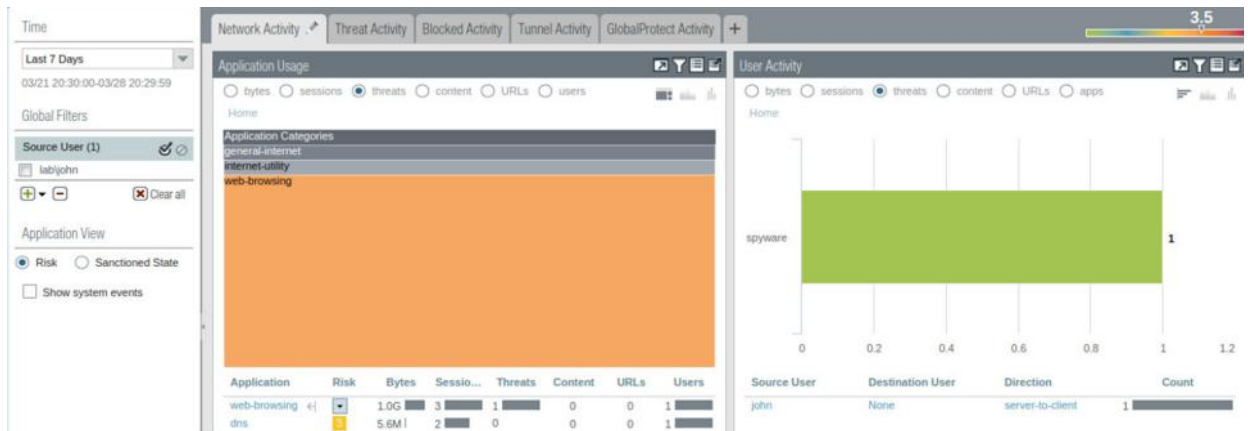 Time
Last 7 Days
03/21 20:30:00-03/28 20:29:59
Global Filters
Source User (1)
lab\john
Clear all
Application View
Risk Sanctioned State
Show system events
Network Activity Threat Activity Blocked Activity Tunnel Activity GlobalProtect Activity +
3.5
Application Usage
bytes sessions threats content URLs users
Home
Application Categories
general-internet
internet-utility
web-browsing
Application Risk Bytes Sessio... Threats Content URLs Users
web-browsing 1.0G 3 1 0 0 1
dns 3 5.6M 2 0 0 0 1
User Activity
bytes sessions threats content URLs apps
Home
spyware
1
0 0.2 0.4 0.6 0.8 1 1.2
Source User Destination User Direction Count
john None server-to-client 1